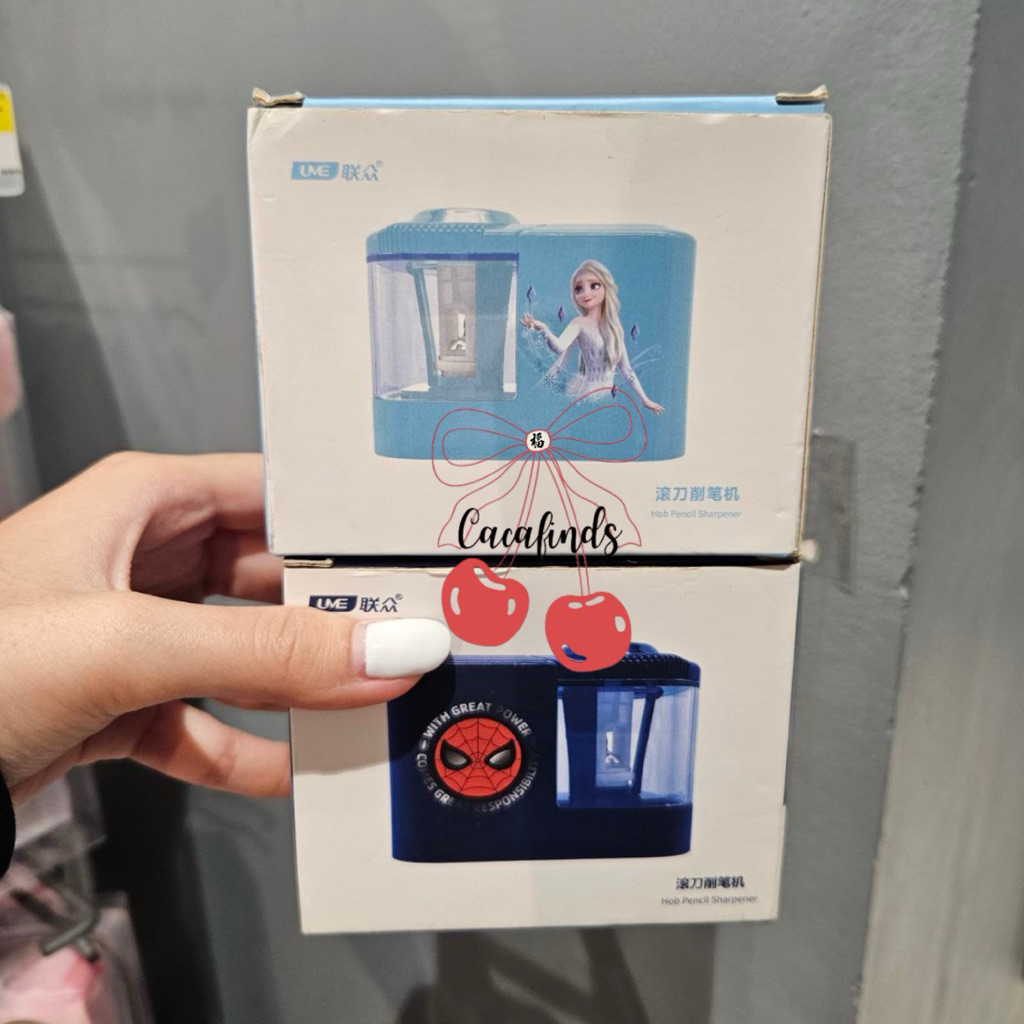 UME 联众®
滚刀削笔机
Hob Pencil Sharpener
福
Cacafinds
UME 联众®
WITH GREAT POWER
COMES GREAT RESPONSIBILITY
滚刀削笔机
Hob Pencil Sharpener